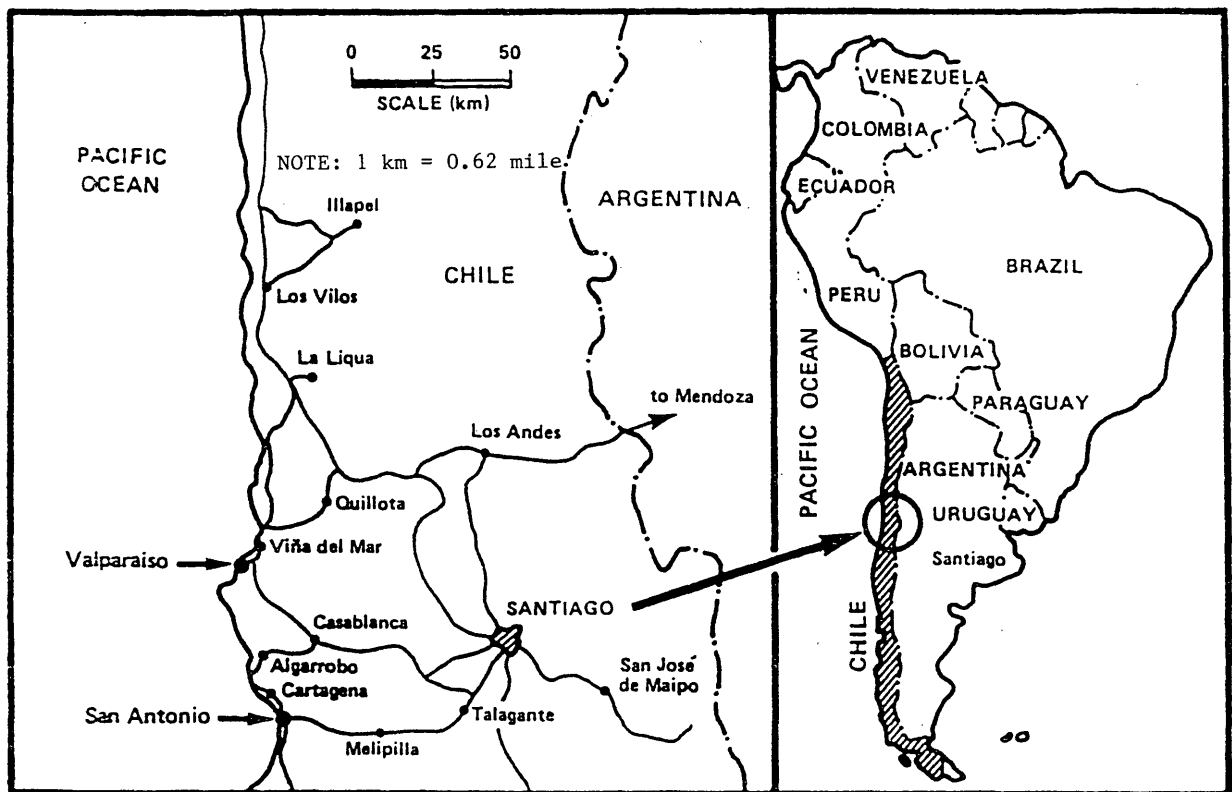 0 25 50
SCALE (km)
NOTE: 1 km = 0.62 mile
PACIFIC
OCEAN
Illapel
ARGENTINA
CHILE
Los Vilos
La Liqua
to Mendoza
Los Andes
Quillota
Viña del Mar
Valparaíso
SANTIAGO
Casablanca
Algarrobo
Cartagena
San José
de Maipo
San Antonio
Talagante
Melipilla
VENEZUELA
COLOMBIA
ECUADOR
BRAZIL
PERU
BOLIVIA
PACIFIC OCEAN
PARAGUAY
ARGENTINA
URUGUAY
Santiago
CHILE